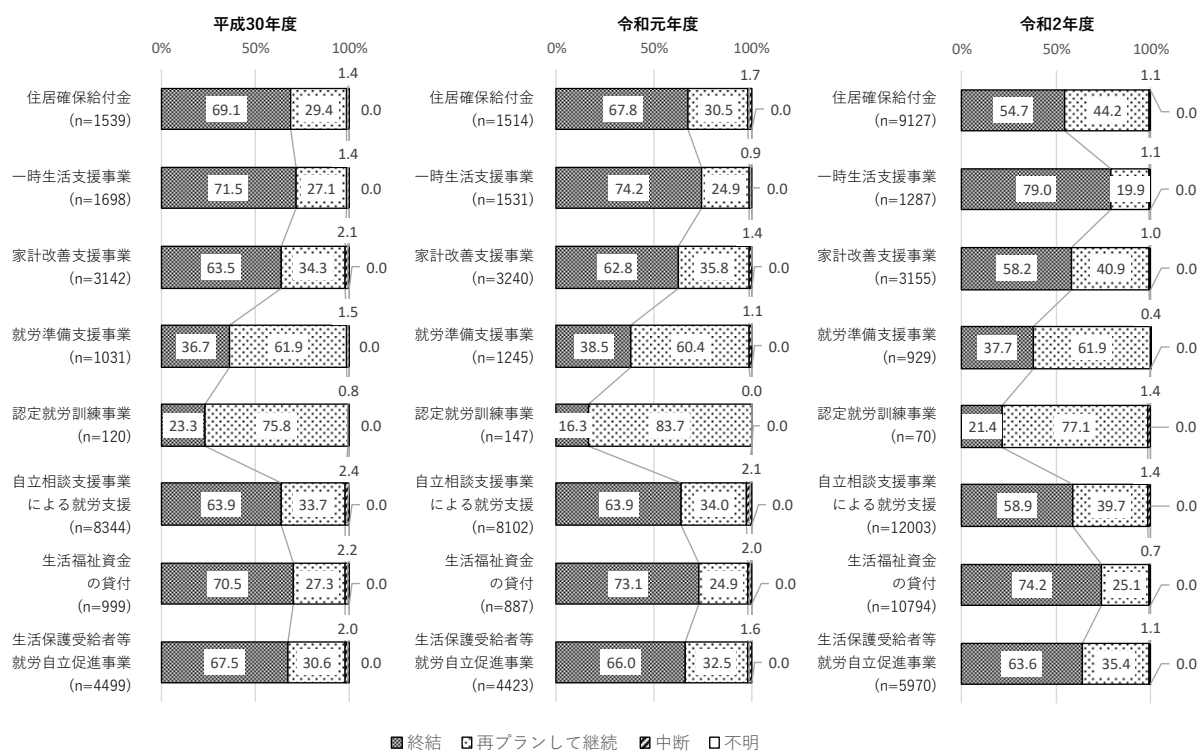 平成30年度
0% 50% 100%
1.4
住居確保給付金
(n=1539)
69.1 29.4 0.0
1.4
一時生活支援事業
(n=1698)
71.5 27.1 0.0
2.1
家計改善支援事業
(n=3142)
63.5 34.3 0.0
1.5
就労準備支援事業
(n=1031)
36.7 61.9 0.0
0.8
認定就労訓練事業
(n=120)
23.3 75.8 0.0
2.4
自立相談支援事業
による就労支援
(n=8344)
63.9 33.7 0.0
2.2
生活福祉資金
の貸付
(n=999)
70.5 27.3 0.0
2.0
生活保護受給者等
就労自立促進事業
(n=4499)
67.5 30.6 0.0
令和元年度
0% 50% 100%
1.7
住居確保給付金
(n=1514)
67.8 30.5 0.0
0.9
一時生活支援事業
(n=1531)
74.2 24.9 0.0
1.4
家計改善支援事業
(n=3240)
62.8 35.8 0.0
1.1
就労準備支援事業
(n=1245)
38.5 60.4 0.0
0.0
認定就労訓練事業
(n=147)
16.3 83.7 0.0
2.1
自立相談支援事業
による就労支援
(n=8102)
63.9 34.0 0.0
2.0
生活福祉資金
の貸付
(n=887)
73.1 24.9 0.0
1.6
生活保護受給者等
就労自立促進事業
(n=4423)
66.0 32.5 0.0
令和2年度
0% 50% 100%
1.1
住居確保給付金
(n=9127)
54.7 44.2 0.0
1.1
一時生活支援事業
(n=1287)
79.0 19.9 0.0
1.0
家計改善支援事業
(n=3155)
58.2 40.9 0.0
0.4
就労準備支援事業
(n=929)
37.7 61.9 0.0
1.4
認定就労訓練事業
(n=70)
21.4 77.1 0.0
1.4
自立相談支援事業
による就労支援
(n=12003)
58.9 39.7 0.0
0.7
生活福祉資金
の貸付
(n=10794)
74.2 25.1 0.0
1.1
生活保護受給者等
就労自立促進事業
(n=5970)
63.6 35.4 0.0
終結 再プランして継続 中断 不明